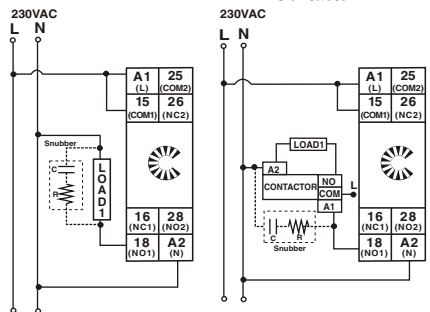 230VAC
L N
A1 25
(L) (COM2)
15 26
(COM1) (NC2)
Snubber
C
R
LOAD1
16 28
(NC1) (NO2)
18 A2
(NO1) (N)
230VAC
L N
A1 25
(L) (COM2)
15 26
(COM1) (NC2)
LOAD1
A2
NO
CONTACTOR COM L
A1
C R
Snubber
16 28
(NC1) (NO2)
18 A2
(NO1) (N)